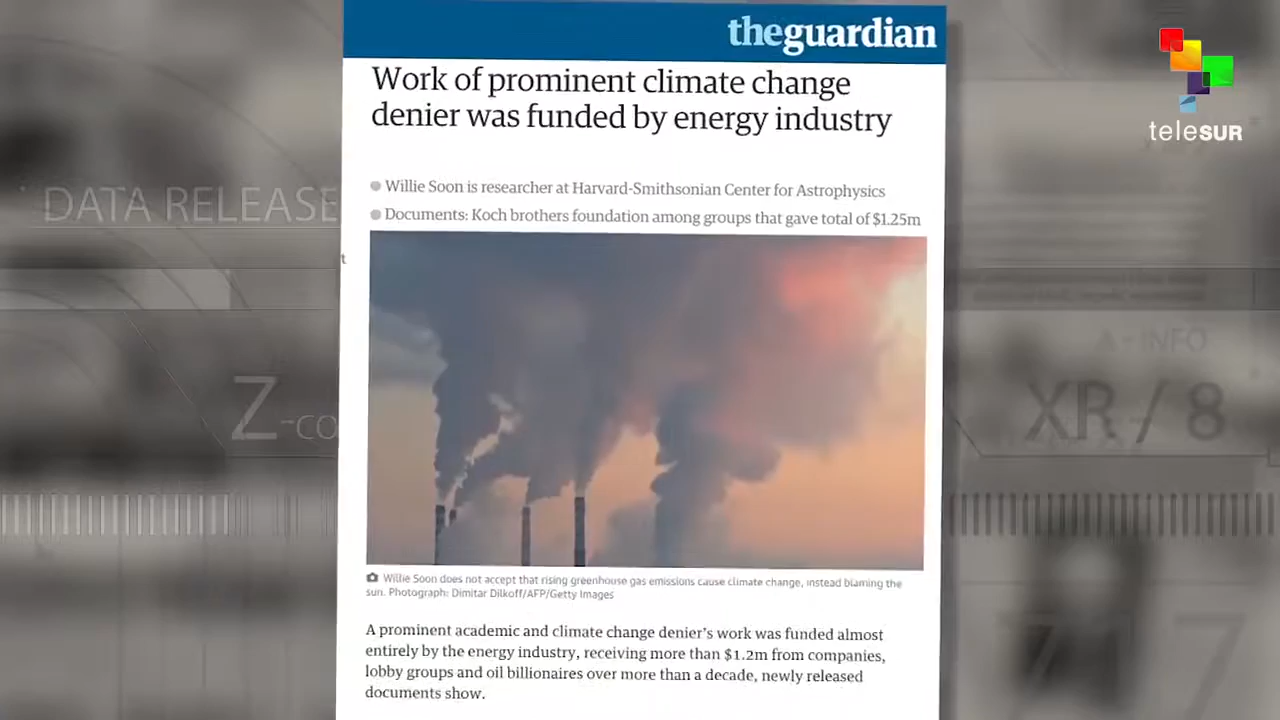 theguardian
Work of prominent climate change
denier was funded by energy industry
Willie Soon is researcher at Harvard-Smithsonian Center for Astrophysics
Documents: Koch brothers foundation among groups that gave total of $1.25m
Willie Soon does not accept that rising greenhouse gas emissions cause climate change, instead blaming the
sun. Photograph: Dimitar Dilkoff/AFP/Getty Images
A prominent academic and climate change denier's work was funded almost
entirely by the energy industry, receiving more than $1.2m from companies,
lobby groups and oil billionaires over more than a decade, newly released
documents show.
teleSUR
DATA RELEASE
t
Z-co
A - INFO
XR / 8